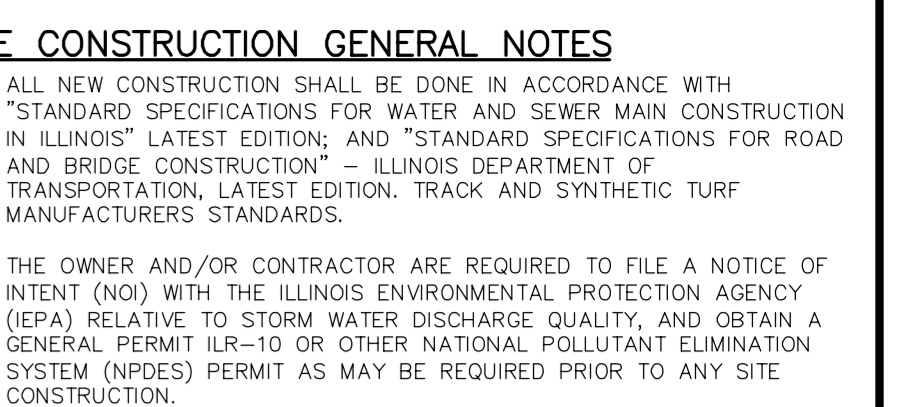 E CONSTRUCTION GENERAL NOTES
ALL NEW CONSTRUCTION SHALL BE DONE IN ACCORDANCE WITH
"STANDARD SPECIFICATIONS FOR WATER AND SEWER MAIN CONSTRUCTION
IN ILLINOIS" LATEST EDITION; AND "STANDARD SPECIFICATIONS FOR ROAD
AND BRIDGE CONSTRUCTION" – ILLINOIS DEPARTMENT OF
TRANSPORTATION, LATEST EDITION. TRACK AND SYNTHETIC TURF
MANUFACTURERS STANDARDS.
THE OWNER AND/OR CONTRACTOR ARE REQUIRED TO FILE A NOTICE OF
INTENT (NOI) WITH THE ILLINOIS ENVIRONMENTAL PROTECTION AGENCY
(IEPA) RELATIVE TO STORM WATER DISCHARGE QUALITY, AND OBTAIN A
GENERAL PERMIT ILR–10 OR OTHER NATIONAL POLLUTANT ELIMINATION
SYSTEM (NPDES) PERMIT AS MAY BE REQUIRED PRIOR TO ANY SITE
CONSTRUCTION.